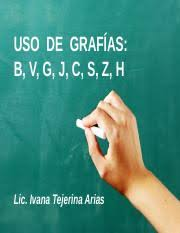 USO DE GRAFÍAS:
B, V, G, J, C, S, Z, H
Lic. Ivana Tejerina Arias